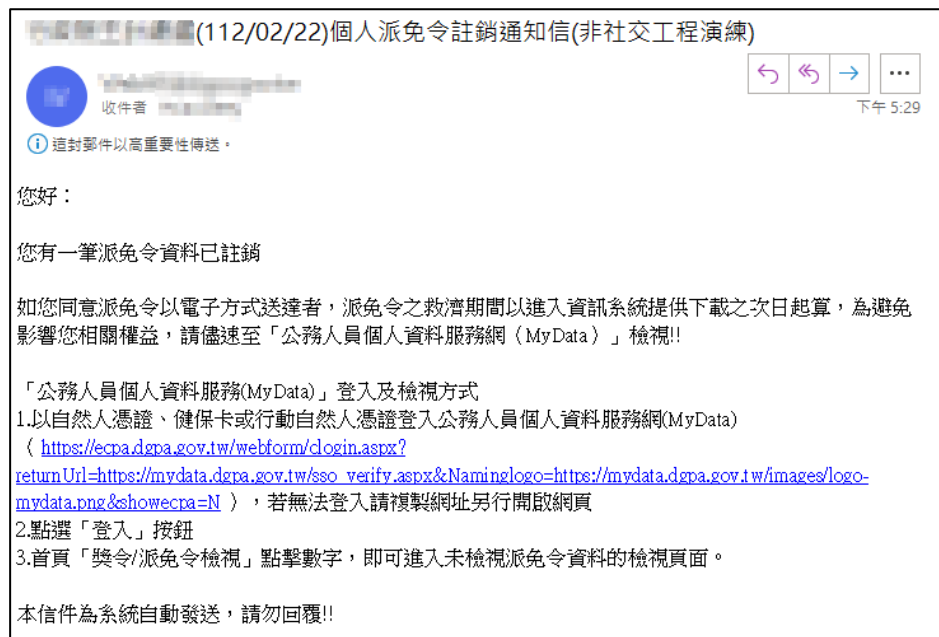 (112/02/22)個人派免令註銷通知信(非社交工程演練)
收件者
下午 5:29
這封郵件以高重要性傳送。
您好：
您有一筆派免令資料已註銷
如您同意派免令以電子方式送達者，派免令之救濟期間以進入資訊系統提供下載之次日起算，為避免
影響您相關權益，請儘速至「公務人員個人資料服務網（MyData）」檢視!!
「公務人員個人資料服務(MyData)」登入及檢視方式
1.以自然人憑證、健保卡或行動自然人憑證登入公務人員個人資料服務網(MyData)
（ https://ecpa.dgpa.gov.tw/webform/clogin.aspx?
returnUrl=https://mydata.dgpa.gov.tw/sso_verify.aspx&Naminglogo=https://mydata.dgpa.gov.tw/images/logo-
mydata.png&showecpa=N ），若無法登入請複製網址另行開啟網頁
2.點選「登入」按鈕
3.首頁「獎令/派免令檢視」點擊數字，即可進入未檢視派免令資料的檢視頁面。
本信件為系統自動發送，請勿回覆!!